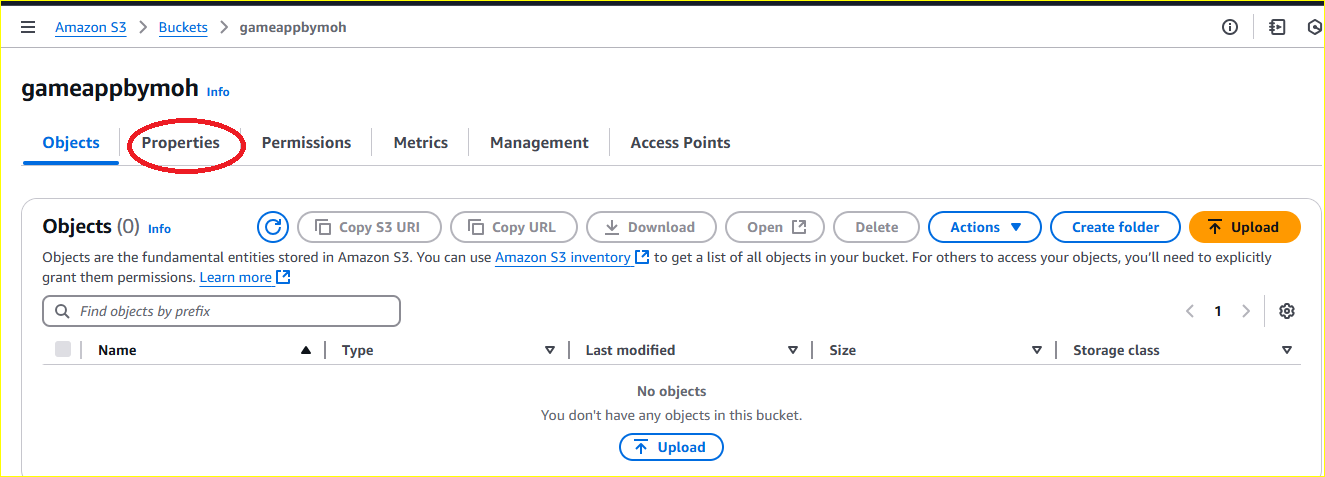 Amazon S3 > Buckets > gameappbymoh
gameappbymoh Info
Objects Properties Permissions Metrics Management Access Points
Objects (0) Info Copy S3 URI Copy URL Download Open Delete Actions Create folder Upload
Objects are the fundamental entities stored in Amazon S3. You can use Amazon S3 inventory to get a list of all objects in your bucket. For others to access your objects, you’ll need to explicitly
grant them permissions. Learn more
Find objects by prefix 1
Name Type Last modified Size Storage class
No objects
You don't have any objects in this bucket.
Upload